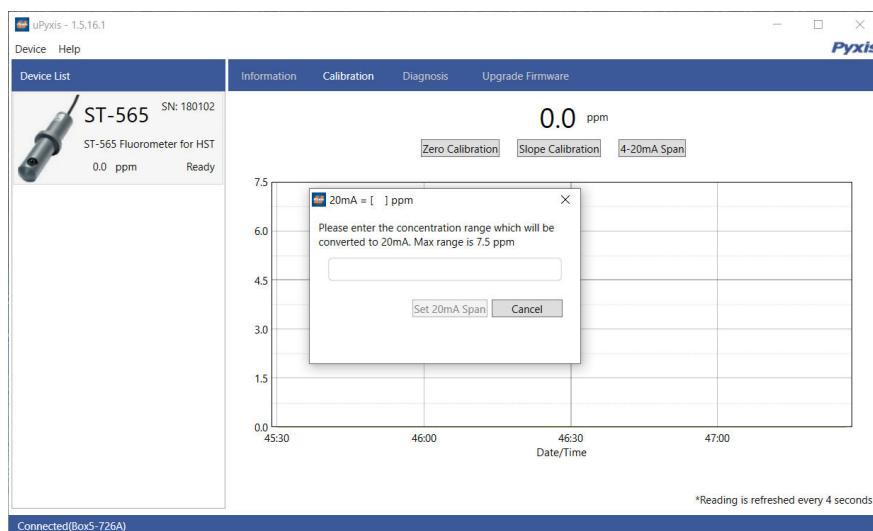 uPyxis - 1.5.16.1
Device Help
Pyxis
Device List
Information Calibration Diagnosis Upgrade Firmware
ST-565 SN: 180102
ST-565 Fluorometer for HST
0.0 ppm Ready
0.0 ppm
Zero Calibration Slope Calibration 4-20mA Span
7.5
6.0
4.5
3.0
1.5
0.0
20mA = [ ] ppm
Please enter the concentration range which will be
converted to 20mA. Max range is 7.5 ppm
Set 20mA Span Cancel
45:30 46:00 46:30 47:00
Date/Time
*Reading is refreshed every 4 seconds
Connected(Box5-726A)